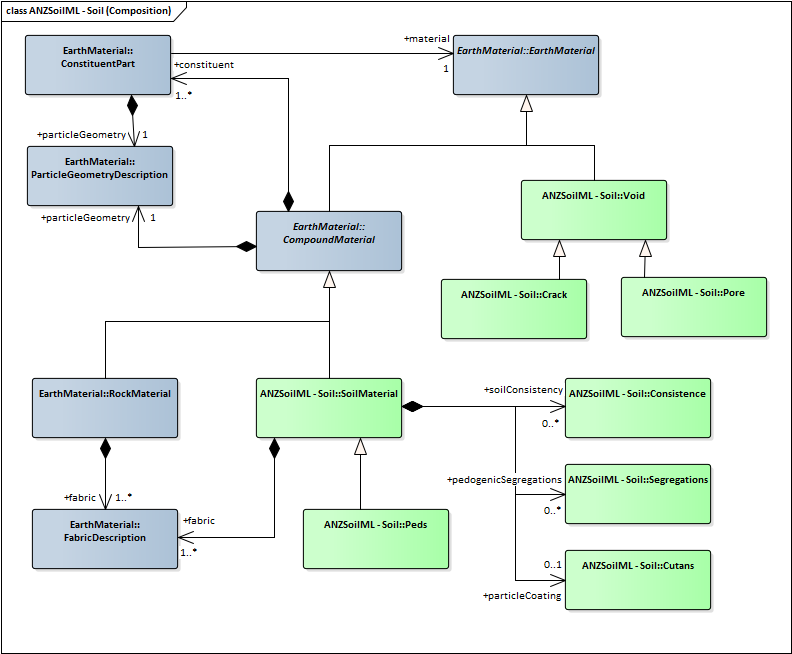 class ANZSoilML - Soil (Composition)
EarthMaterial::
ConstituentPart
+material
1
EarthMaterial::EarthMaterial
+constituent
1..*
+particleGeometry
1
EarthMaterial::
ParticleGeometryDescription
+particleGeometry
1
ANZSoilML - Soil::Void
EarthMaterial::
CompoundMaterial
ANZSoilML - Soil::Crack
ANZSoilML - Soil::Pore
EarthMaterial::RockMaterial
ANZSoilML - Soil::SoilMaterial
+soilConsistency
0..*
ANZSoilML - Soil::Consistence
+pedogenicSegregations
0..*
ANZSoilML - Soil::Segregations
+fabric
1..*
EarthMaterial::
FabricDescription
+fabric
1..*
ANZSoilML - Soil::Peds
0..1
+particleCoating
ANZSoilML - Soil::Cutans